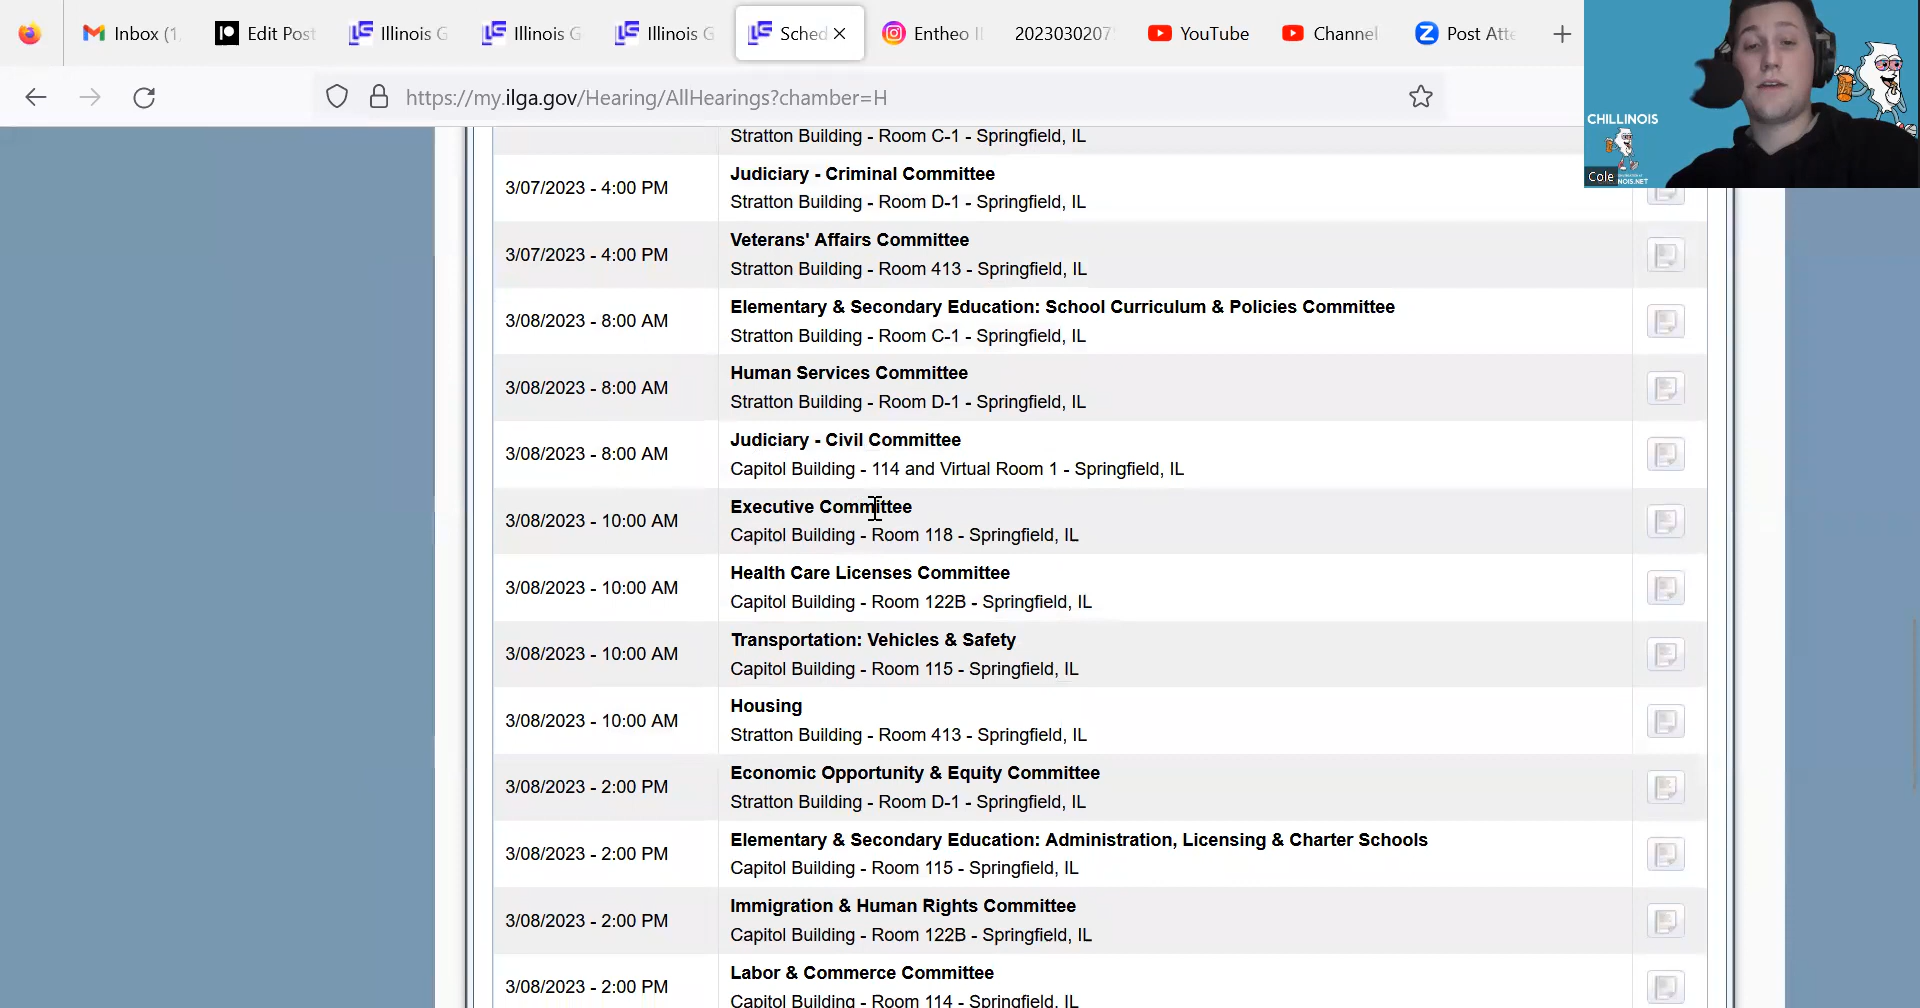 Inbox (1
Edit Post
Illinois G
Illinois G
Illinois G
Sched
Entheo Il
2023030207
YouTube
Channel
Post Atte
https://my.ilga.gov/Hearing/AllHearings?chamber=H
CHILLINOIS
Cole
NOIS.NET
Stratton Building - Room C-1 - Springfield, IL
3/07/2023 - 4:00 PM
Judiciary - Criminal Committee
Stratton Building - Room D-1 - Springfield, IL
3/07/2023 - 4:00 PM
Veterans' Affairs Committee
Stratton Building - Room 413 - Springfield, IL
3/08/2023 - 8:00 AM
Elementary & Secondary Education: School Curriculum & Policies Committee
Stratton Building - Room C-1 - Springfield, IL
3/08/2023 - 8:00 AM
Human Services Committee
Stratton Building - Room D-1 - Springfield, IL
3/08/2023 - 8:00 AM
Judiciary - Civil Committee
Capitol Building - 114 and Virtual Room 1 - Springfield, IL
3/08/2023 - 10:00 AM
Executive Committee
Capitol Building - Room 118 - Springfield, IL
3/08/2023 - 10:00 AM
Health Care Licenses Committee
Capitol Building - Room 122B - Springfield, IL
3/08/2023 - 10:00 AM
Transportation: Vehicles & Safety
Capitol Building - Room 115 - Springfield, IL
3/08/2023 - 10:00 AM
Housing
Stratton Building - Room 413 - Springfield, IL
3/08/2023 - 2:00 PM
Economic Opportunity & Equity Committee
Stratton Building - Room D-1 - Springfield, IL
3/08/2023 - 2:00 PM
Elementary & Secondary Education: Administration, Licensing & Charter Schools
Capitol Building - Room 115 - Springfield, IL
3/08/2023 - 2:00 PM
Immigration & Human Rights Committee
Capitol Building - Room 122B - Springfield, IL
3/08/2023 - 2:00 PM
Labor & Commerce Committee
Capitol Building - Room 114 - Springfield, IL